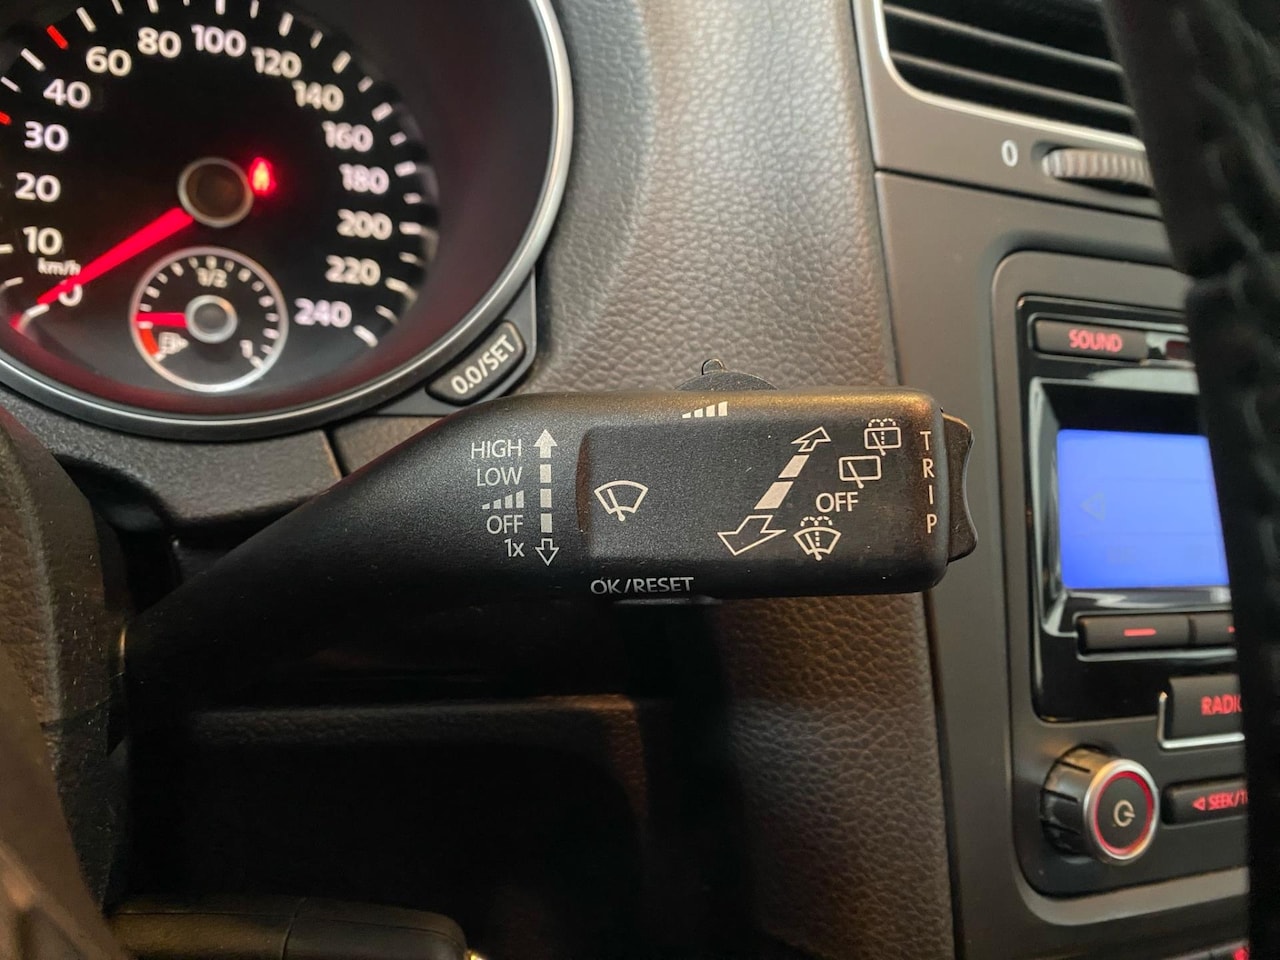 80 100
60 120
40 140
30 160
20 180
10 200
km/h 220
0 240
1/2
1
0.0/SET
0
SOUND
HIGH
LOW
OFF
1x
OFF
TRIP
OK/RESET
RADIO
SEEK/T